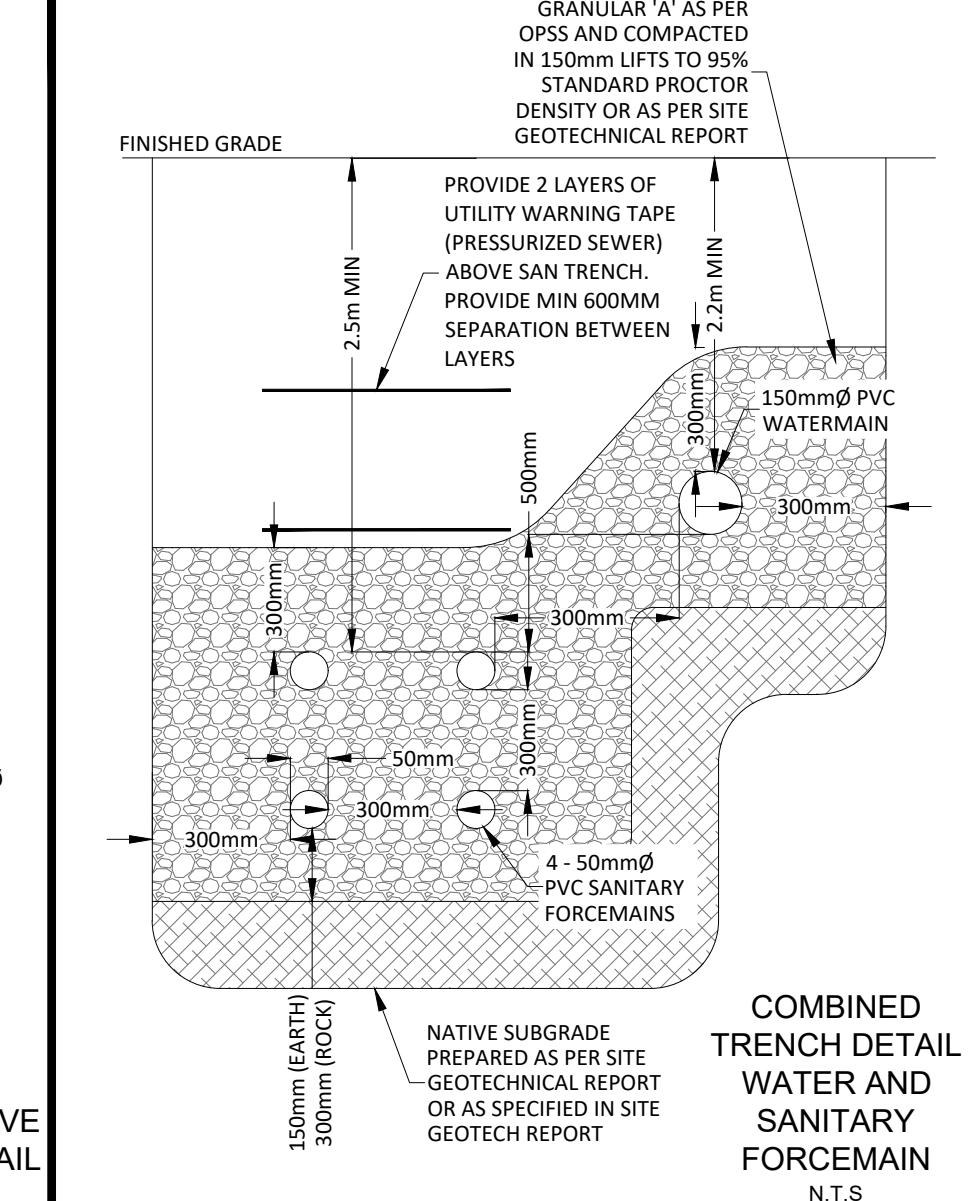 GRANULAR 'A' AS PER
OPSS AND COMPACTED
IN 150mm LIFTS TO 95%
STANDARD PROCTOR
DENSITY OR AS PER SITE
GEOTECHNICAL REPORT
FINISHED GRADE
PROVIDE 2 LAYERS OF
UTILITY WARNING TAPE
(PRESSURIZED SEWER)
ABOVE SAN TRENCH.
PROVIDE MIN 600MM
SEPARATION BETWEEN
LAYERS
2.5m MIN
2.2m MIN
300mm
150mmØ PVC
WATERMAIN
500mm
300mm
300mm
300mm
300mm
50mm
300mm
300mm
4 - 50mmØ
PVC SANITARY
FORCEMAINS
150mm (EARTH)
300mm (ROCK)
NATIVE SUBGRADE
PREPARED AS PER SITE
GEOTECHNICAL REPORT
OR AS SPECIFIED IN SITE
GEOTECH REPORT
COMBINED
TRENCH DETAIL
WATER AND
SANITARY
FORCEMAIN
N.T.S
VE
AIL